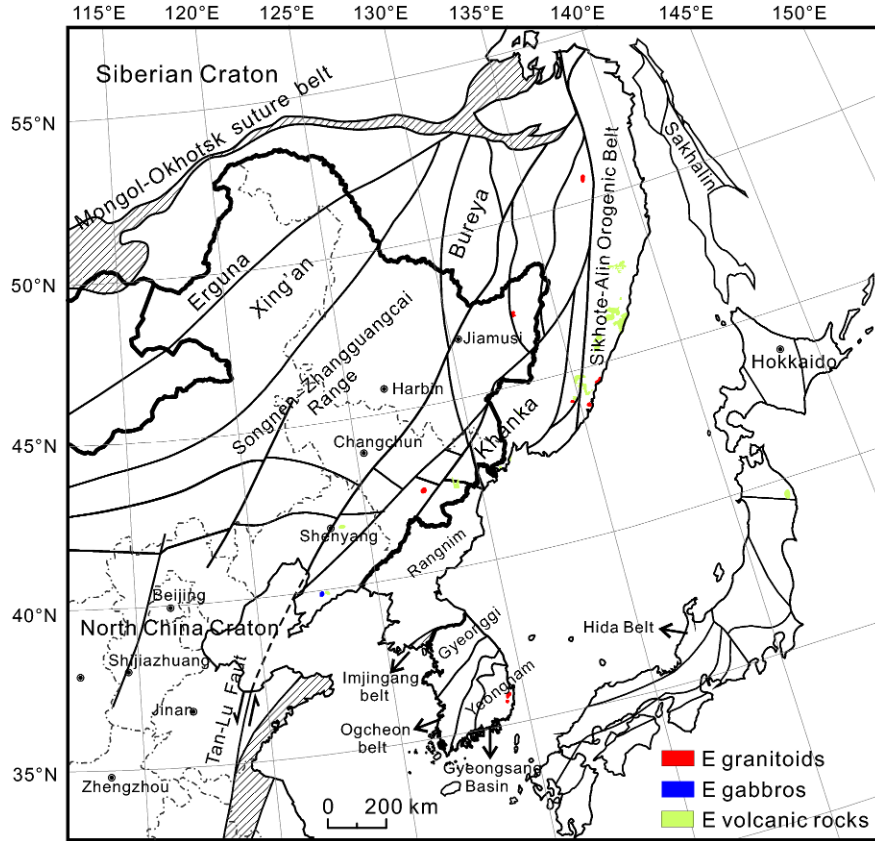 115°E
120°E
125°E
130°E
135°E
140°E
145°E
150°E
Siberian Craton
Mongol-Okhotsk suture belt
55°N
Sakhalin
Sikhote-Alin Orogenic Belt
Bureya
Erguna
Xing'an
50°N
Songnen-Zhangguangcai
Range
Jiamusi
Hokkaido
Harbin
Khanka
45°N
Changchun
Shenyang
Rangnim
Beijing
40°N
North China Craton
Hida Belt
Gyeonggi
Shijiazhuang
Imjingang
belt
Yeongnam
Jinan
Tan-Lu Fault
Ogcheon
belt
35°N
Zhengzhou
Gyeongsang
Basin
0 200 km
E granitoids
E gabbros
E volcanic rocks